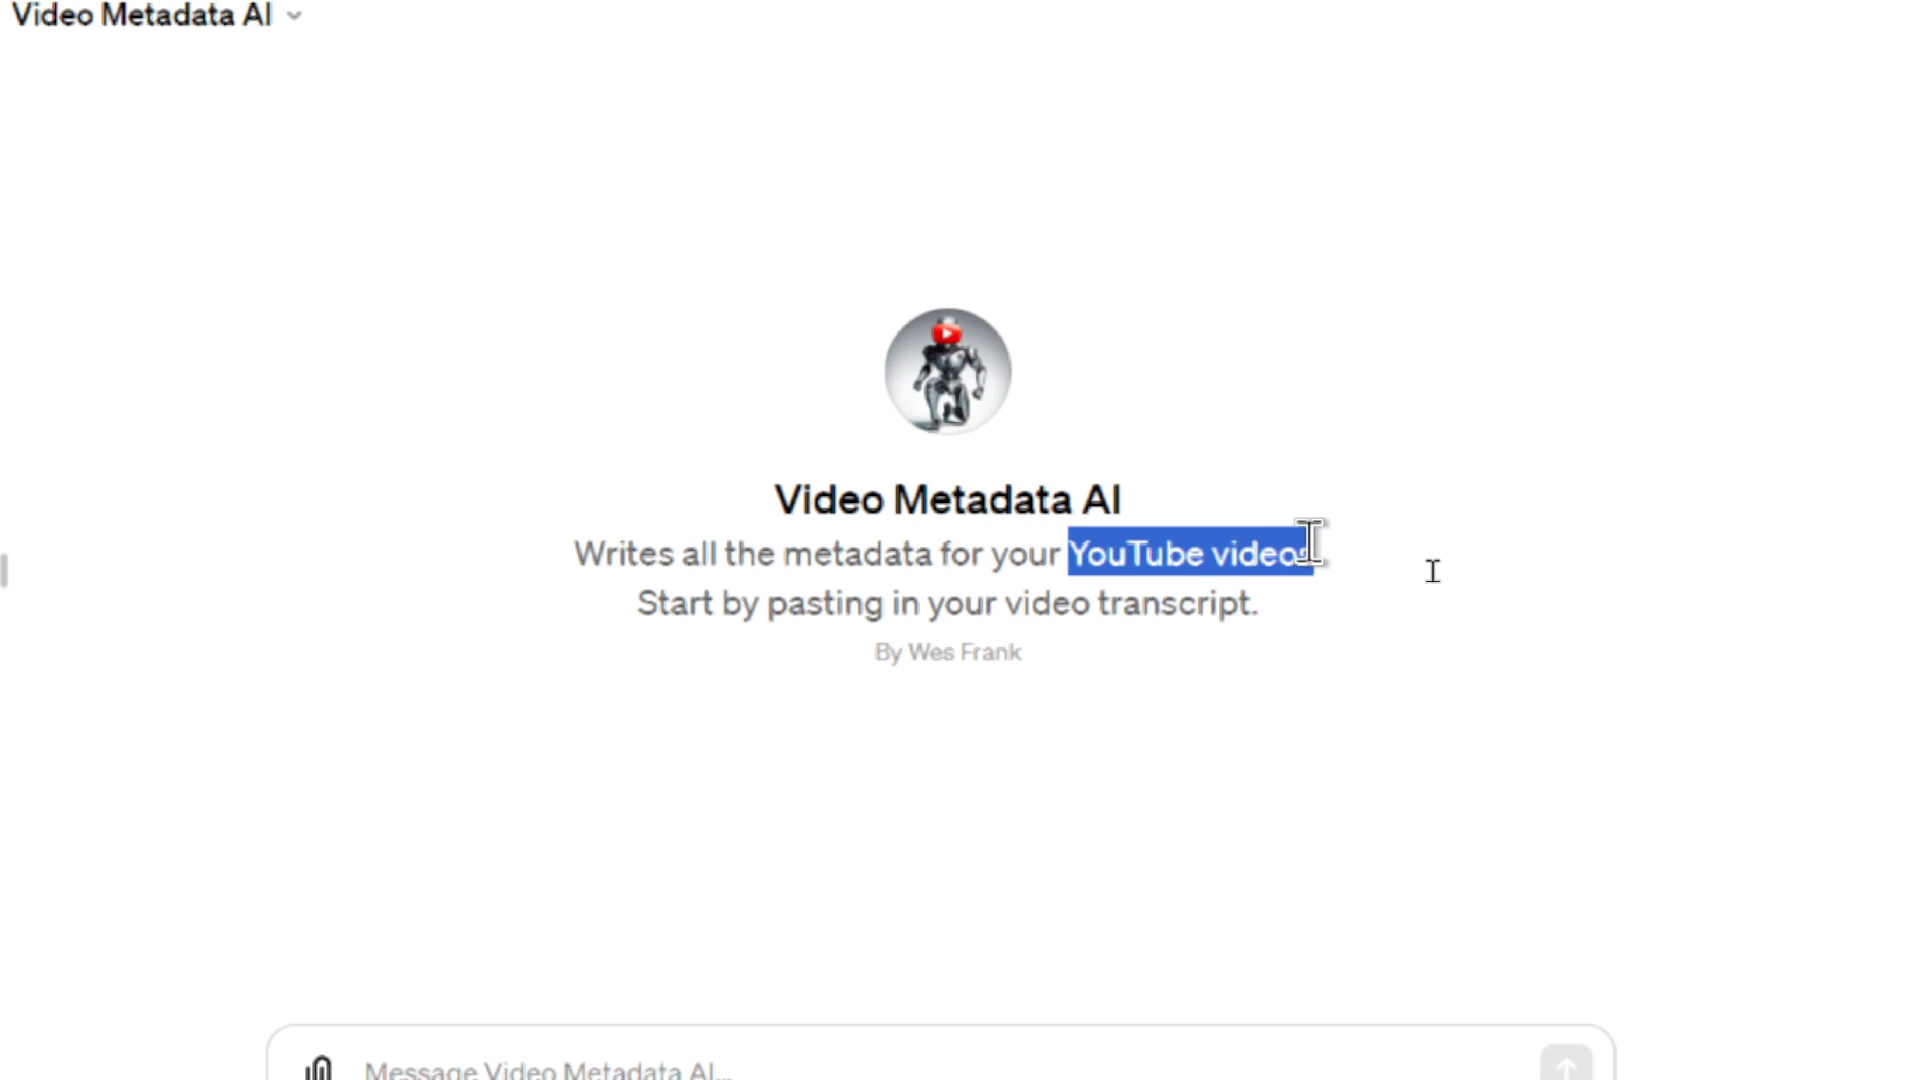 Video Metadata AI
Video Metadata AI
Writes all the metadata for your YouTube videos
Start by pasting in your video transcript.
By Wes Frank
Message Video Metadata AI...